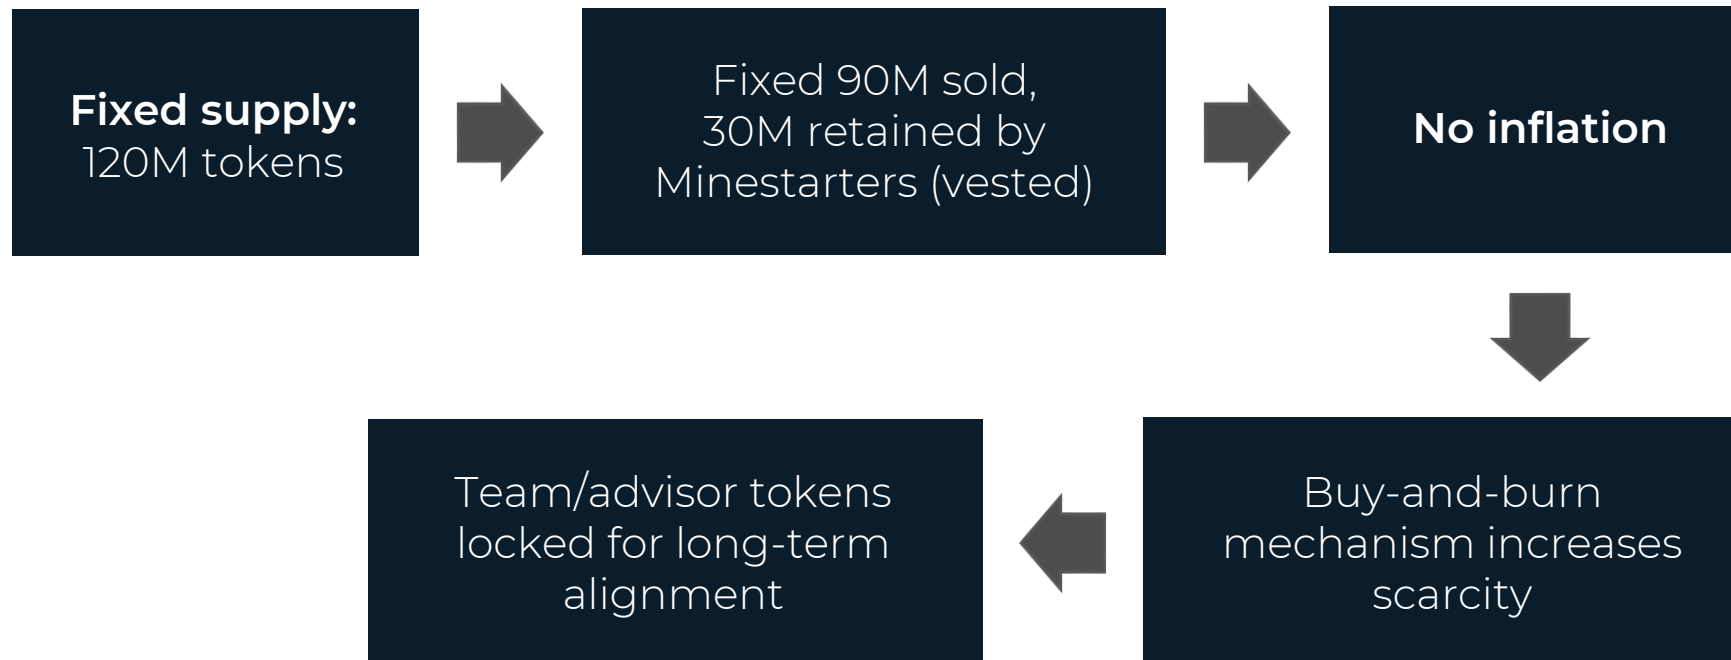 Fixed supply:
120M tokens
Fixed 90M sold,
30M retained by
Minestarters (vested)
No inflation
Buy-and-burn
mechanism increases
scarcity
Team/advisor tokens
locked for long-term
alignment